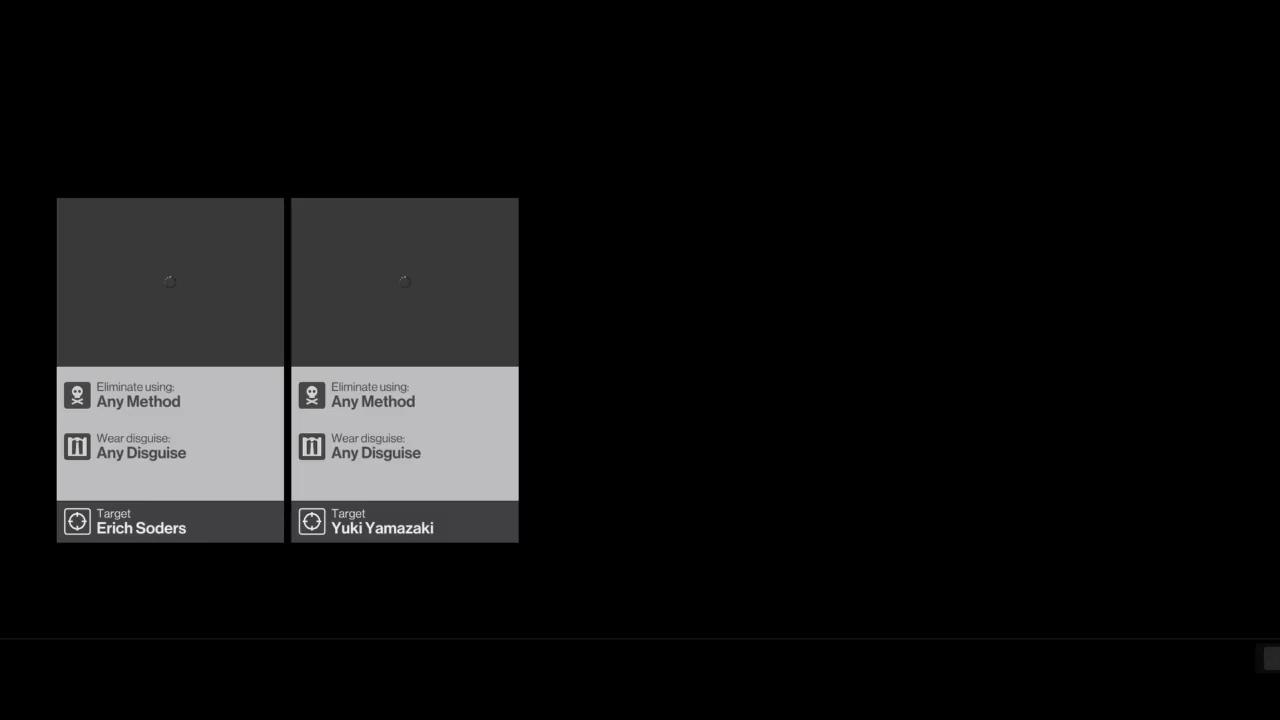 Eliminate using:
Any Method
Wear disguise:
Any Disguise
Target
Erich Soders
Eliminate using:
Any Method
Wear disguise:
Any Disguise
Target
Yuki Yamazaki